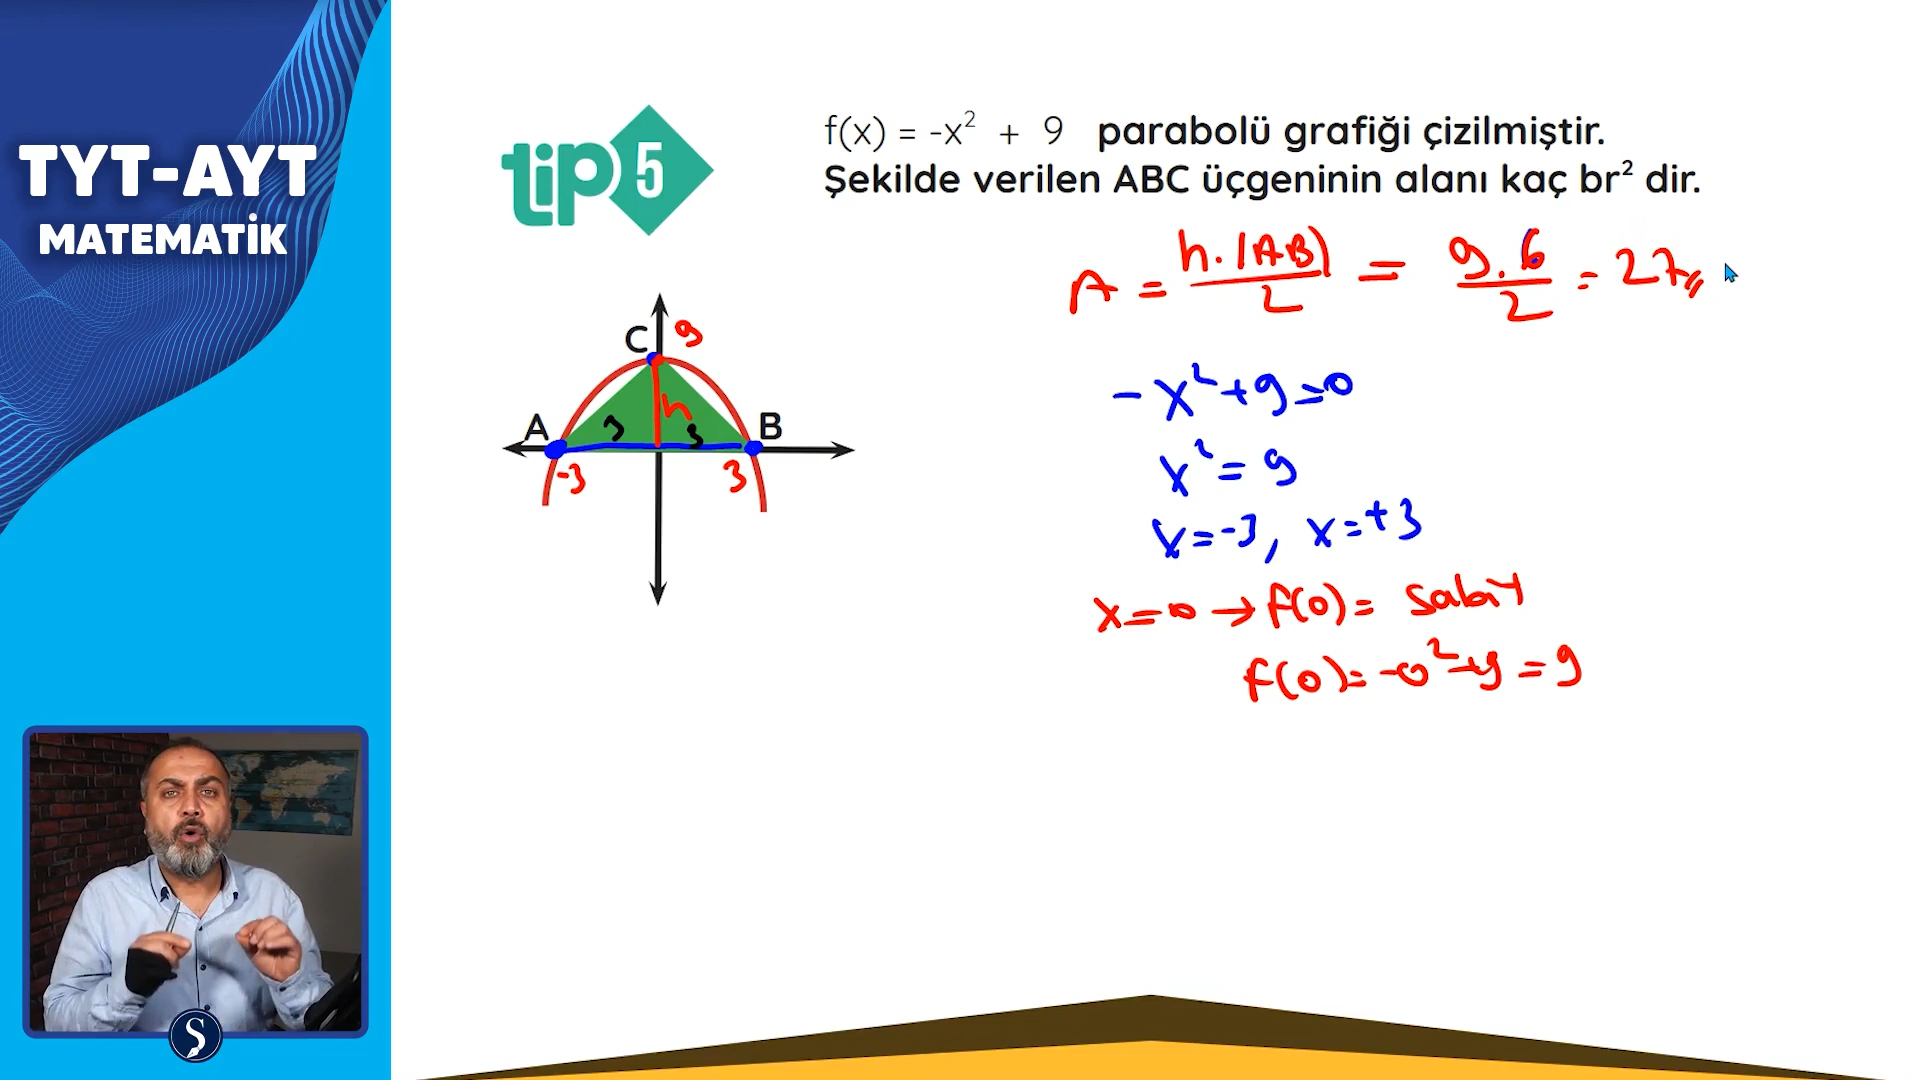 TYT-AYT
MATEMATİK
tip 5
f(x) = -x² + 9 parabolü grafiği çizilmiştir.
Şekilde verilen ABC üçgeninin alanı kaç br² dir.
A = h.|AB| / 2 = 9.6 / 2 = 27
C 9
h
A 3 3 B
-3 3
-x² + 9 = 0
x² = 9
x = -3, x = +3
x = 0 → f(0) = sabit
f(0) = -0² + 9 = 9
S